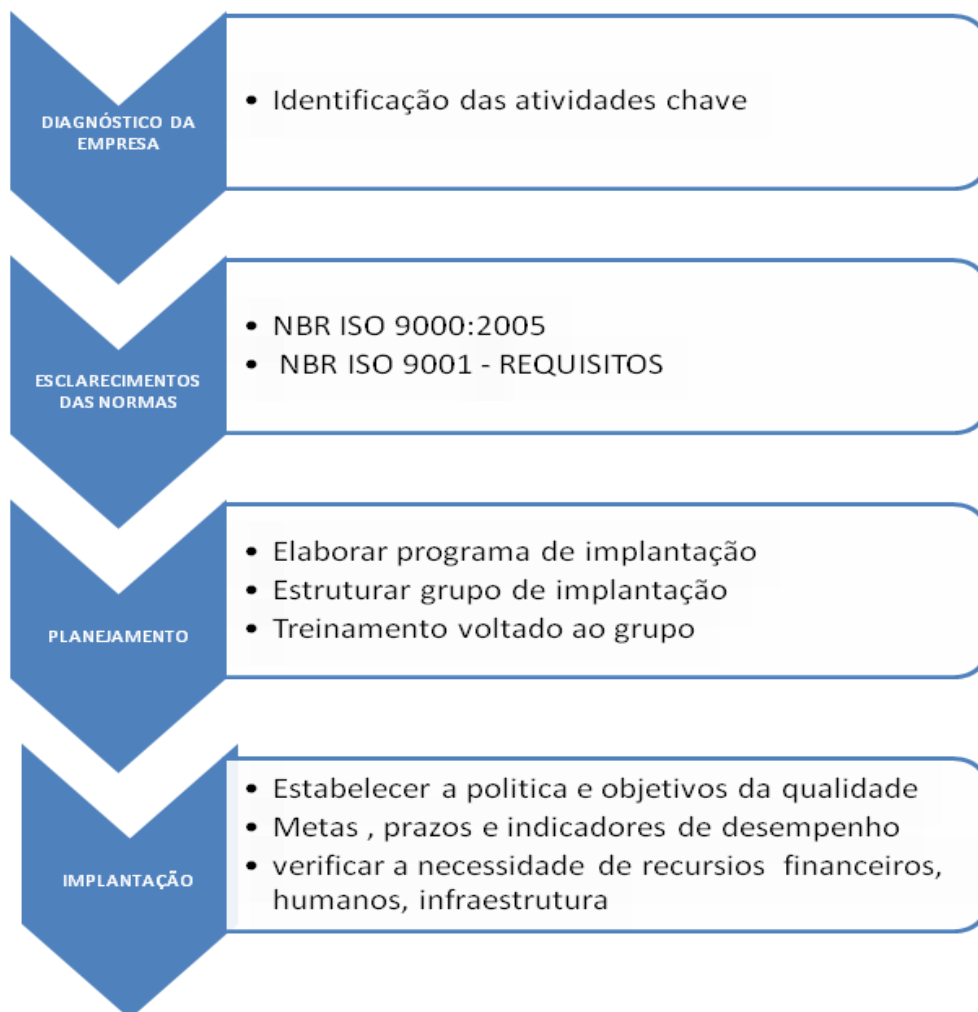 DIAGNÓSTICO DA
EMPRESA
• Identificação das atividades chave
ESCLARECIMENTOS
DAS NORMAS
• NBR ISO 9000:2005
• NBR ISO 9001 - REQUISITOS
PLANEJAMENTO
• Elaborar programa de implantação
• Estruturar grupo de implantação
• Treinamento voltado ao grupo
IMPLANTAÇÃO
• Estabelecer a politica e objetivos da qualidade
• Metas , prazos e indicadores de desempenho
• verificar a necessidade de recursios financeiros,
humanos, infraestrutura